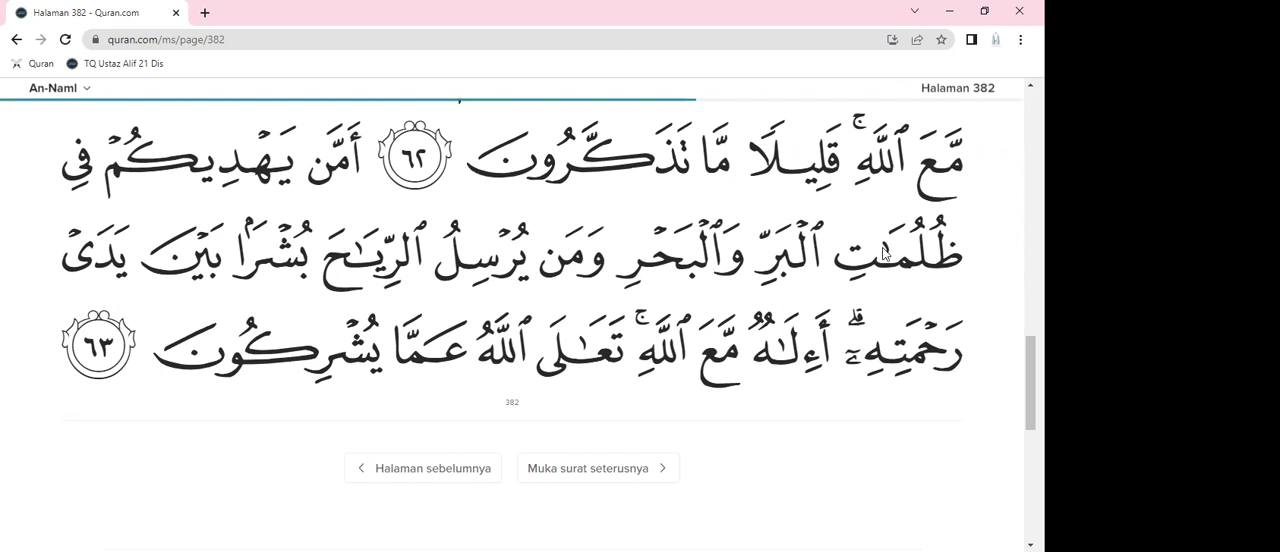 Halaman 382 - Quran.com
quran.com/ms/page/382
Quran TQ Ustaz Alif 21 Dis
An-Naml Halaman 382
مَّعَ ٱللَّهِۚ قَلِيلًا مَّا تَذَكَّرُونَ ٦٢ أَمَّن يَهْدِيكُمْ فِى
ظُلُمَـٰتِ ٱلْبَرِّ وَٱلْبَحْرِ وَمَن يُرْسِلُ ٱلرِّيَـٰحَ بُشْرًۢا بَيْنَ يَدَىْ
رَحْمَتِهِۦٓ ۗ أَءِلَـٰهٌ مَّعَ ٱللَّهِۚ تَعَـٰلَى ٱللَّهُ عَمَّا يُشْرِكُونَ ٦٣
382
Halaman sebelumnya Muka surat seterusnya